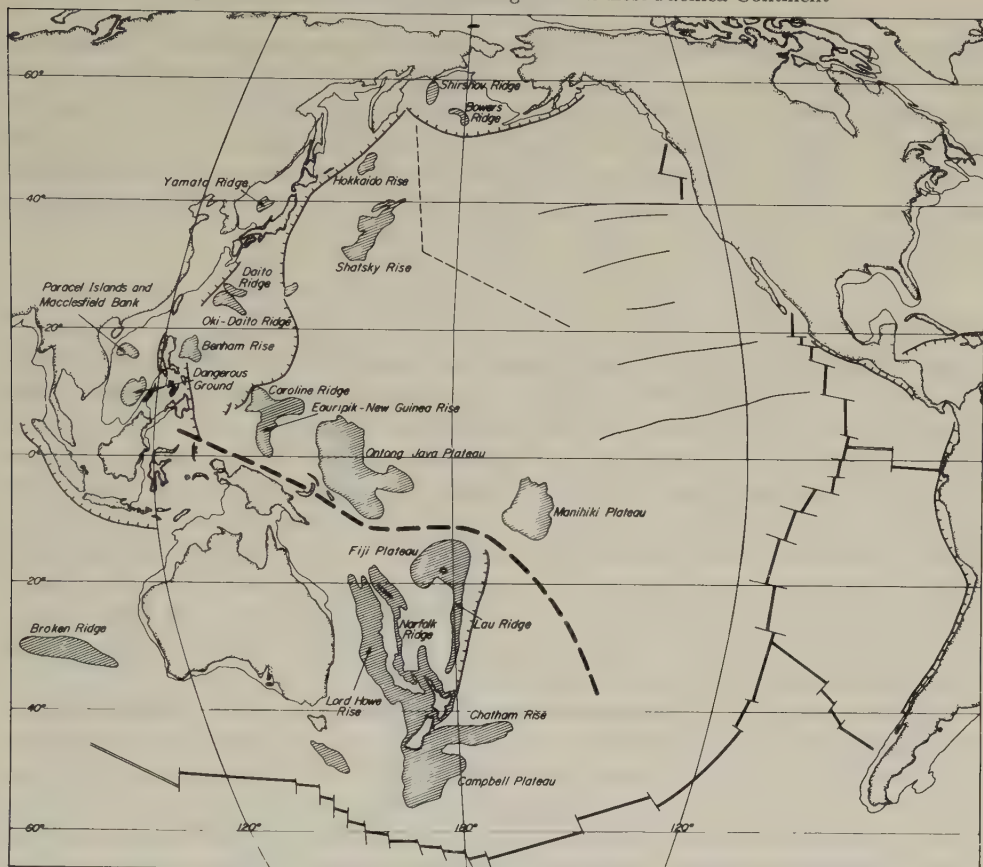 Pacifica Continent
60°
Shirshov Ridge
Bowers
Ridge
Yamato Ridge
Hokkaido Rise
40°
Shatsky Rise
Daito
Ridge
Paracel Islands and
Macclesfield Bank
Oki-Daito Ridge
20°
Benham Rise
Dangerous
Ground
Caroline Ridge
Eauripik-New Guinea Rise
0°
Ontong Java Plateau
Manihiki Plateau
Fiji Plateau
20°
Broken Ridge
Norfolk
Ridge
Lau Ridge
Lord Howe
Rise
40°
Chatham Rise
Campbell Plateau
60°
120°
180°
120°